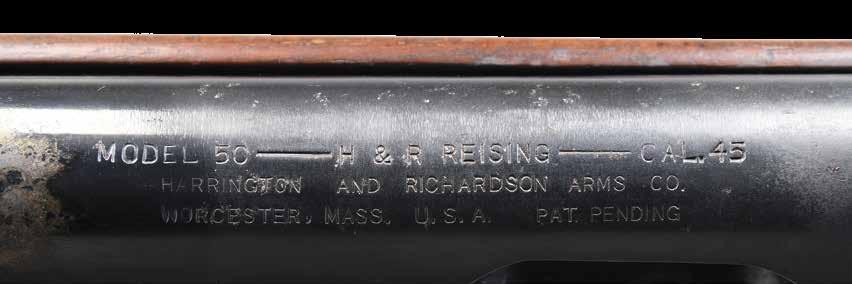 MODEL 50 — H & R REISING — CAL. 45
HARRINGTON AND RICHARDSON ARMS CO.
WORCESTER, MASS. U.S.A. PAT. PENDING